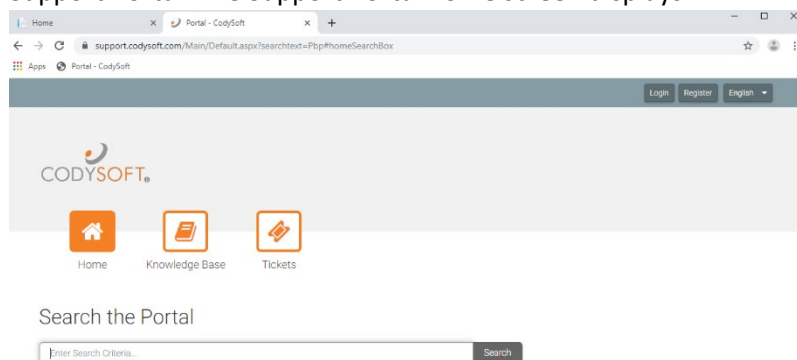 Home
Portal - CodySoft
support.codysoft.com/Main/Default.aspx?searchtext=Pbp#homeSearchBox
Apps Portal - CodySoft
Login Register English
CODYSOFT®
Home Knowledge Base Tickets
Search the Portal
Enter Search Criteria... Search